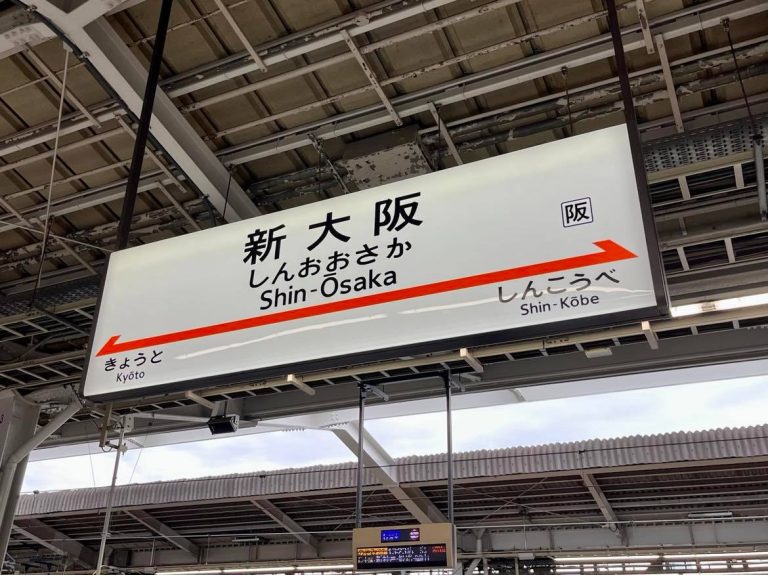 新大阪
しんおおさか
Shin-Ōsaka
阪
きょうと
Kyōto
しんこうべ
Shin-Kōbe